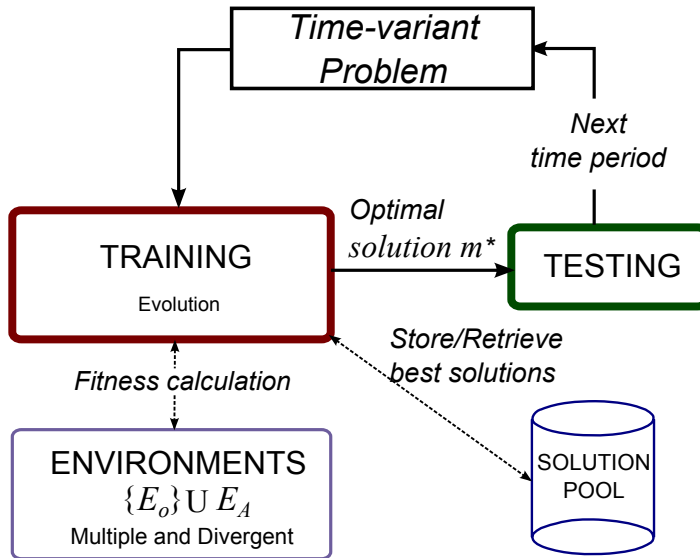 Time-variant
Problem
Next
time period
Optimal
solution m*
TRAINING
Evolution
TESTING
Store/Retrieve
best solutions
Fitness calculation
ENVIRONMENTS
{E_o} U E_A
Multiple and Divergent
SOLUTION
POOL